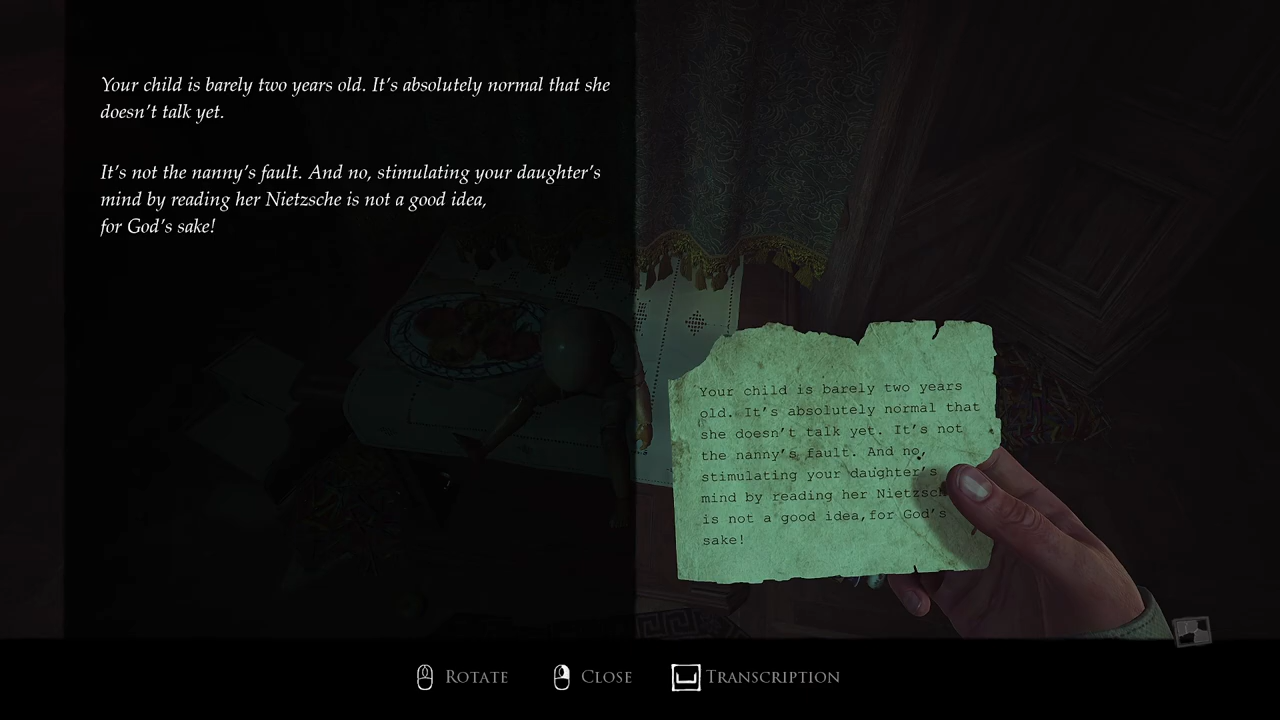 Your child is barely two years old. It's absolutely normal that she
doesn't talk yet.
It's not the nanny's fault. And no, stimulating your daughter's
mind by reading her Nietzsche is not a good idea,
for God's sake!
Your child is barely two years
old. It's absolutely normal that
she doesn't talk yet. It's not
the nanny's fault. And no,
stimulating your daughter's
mind by reading her Nietzsch
is not a good idea,for God's
sake!
Rotate
Close
Transcription